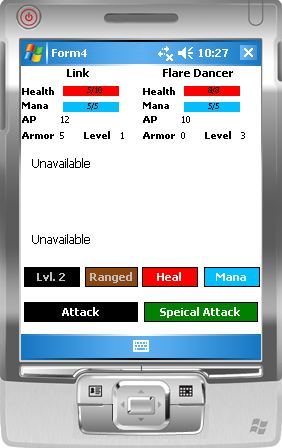 Form4 10:27
Link Flare Dancer
Health 5/10 Health 8/8
Mana 5/5 Mana 5/5
AP 12 AP 10
Armor 5 Level 1 Armor 0 Level 3
Unavailable
Unavailable
Lvl. 2 Ranged Heal Mana
Attack Speical Attack